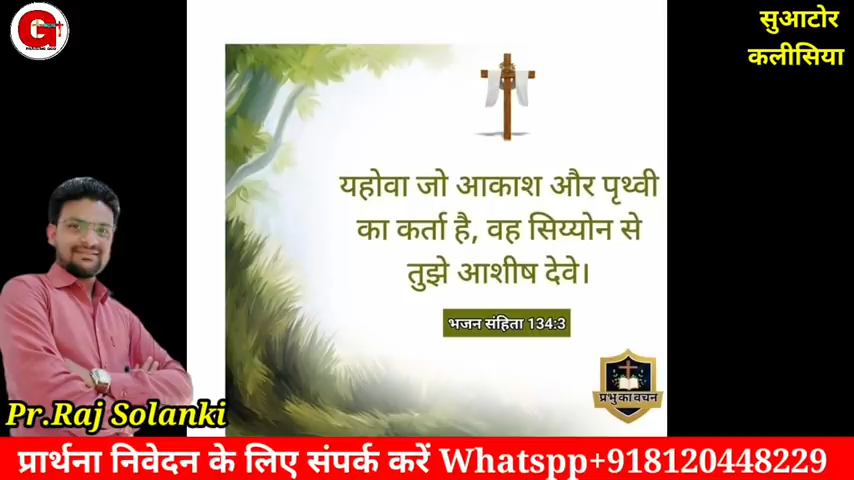 G
सुआटोर
कलीसिया
यहोवा जो आकाश और पृथ्वी
का कर्ता है, वह सिय्योन से
तुझे आशीष देवे।
भजन संहिता 134:3
प्रभु का वचन
Pr.Raj Solanki
प्रार्थना निवेदन के लिए संपर्क करें Whatspp+918120448229